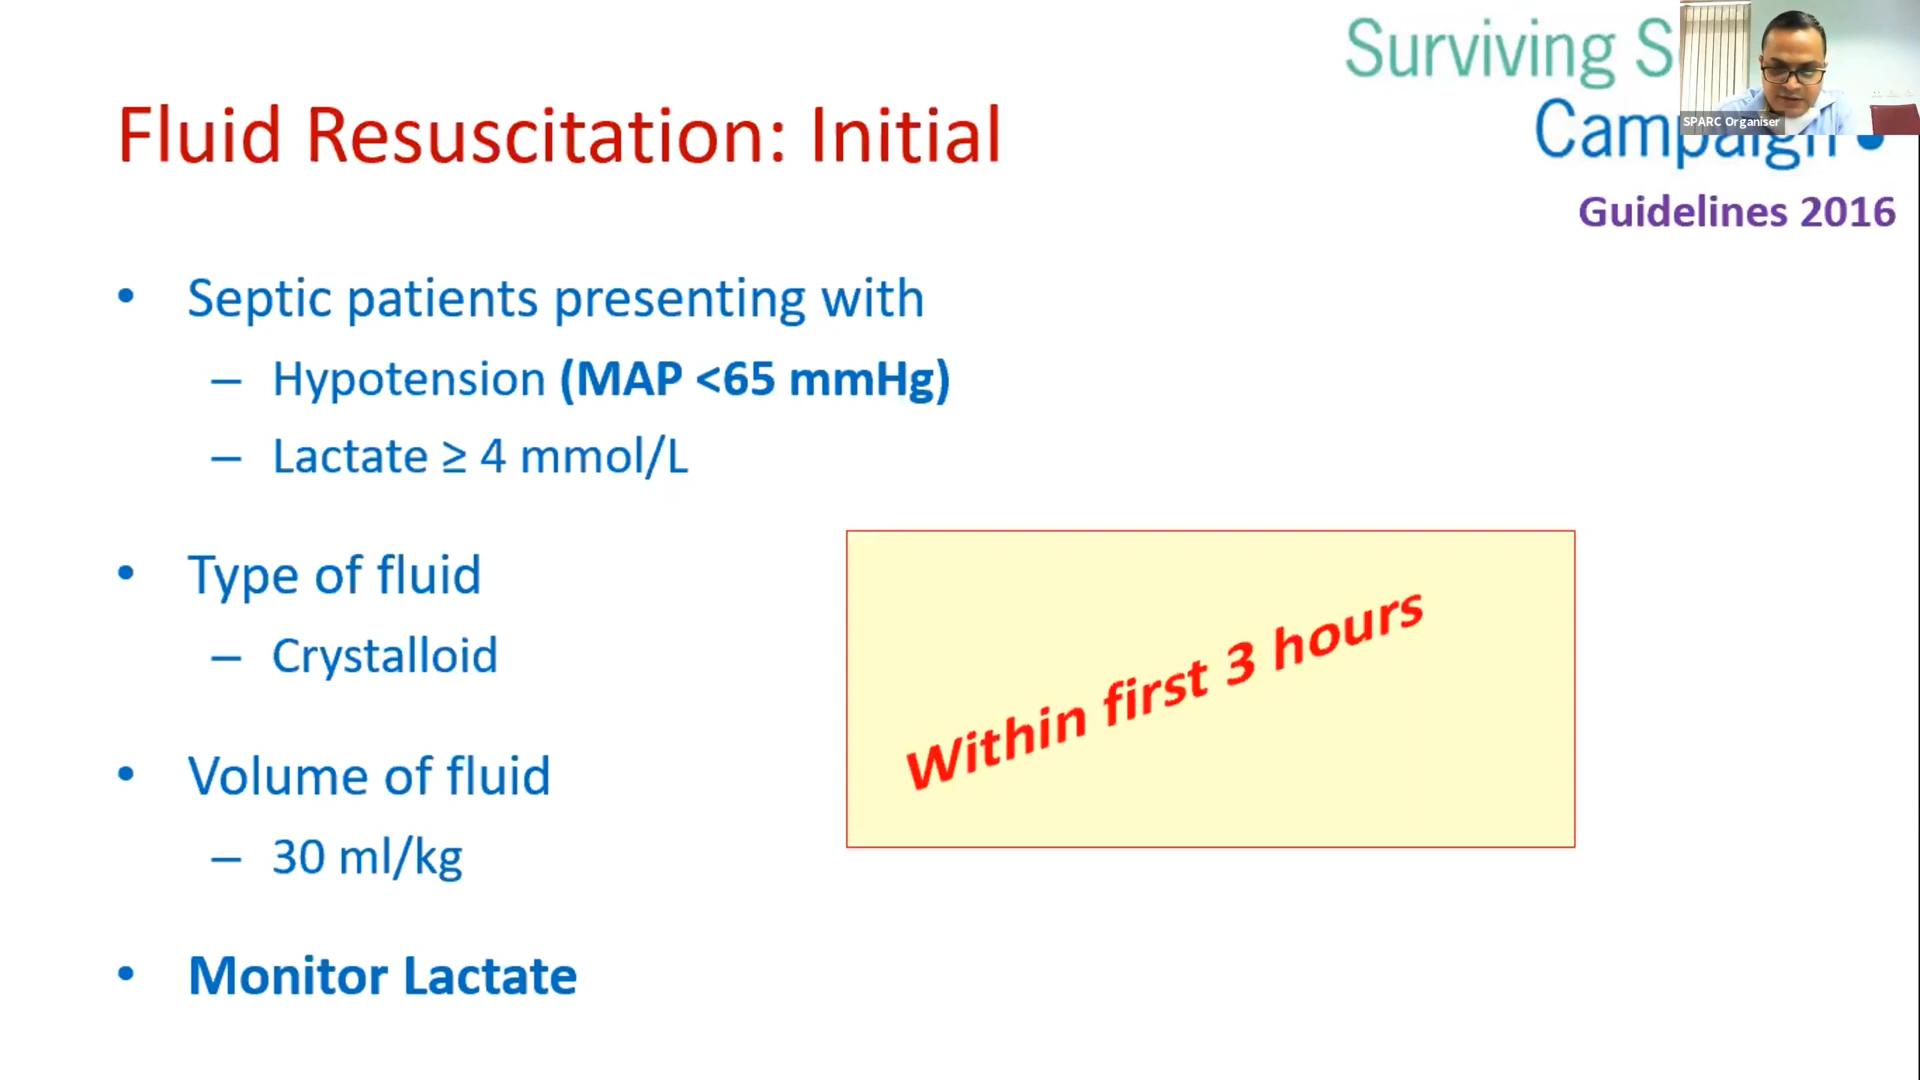 Surviving S
Campaign
SPARC Organiser
Guidelines 2016
Fluid Resuscitation: Initial
• Septic patients presenting with
– Hypotension (MAP <65 mmHg)
– Lactate ≥ 4 mmol/L
• Type of fluid
– Crystalloid
• Volume of fluid
– 30 ml/kg
• Monitor Lactate
Within first 3 hours